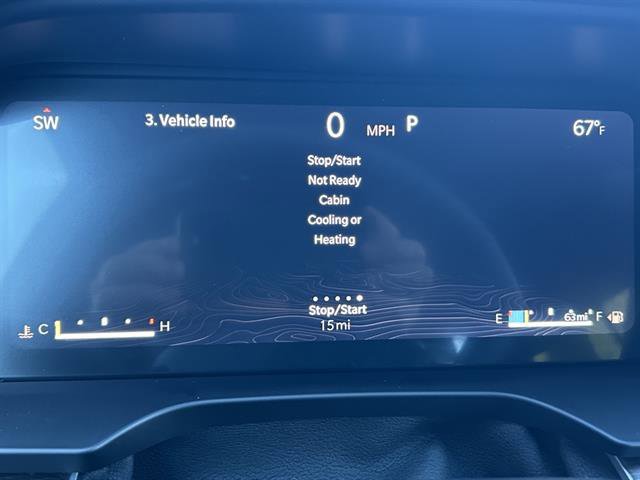 SW 3. Vehicle Info 0 MPH P 67°F
Stop/Start
Not Ready
Cabin
Cooling or
Heating
Stop/Start
15mi
C H E 63mi F